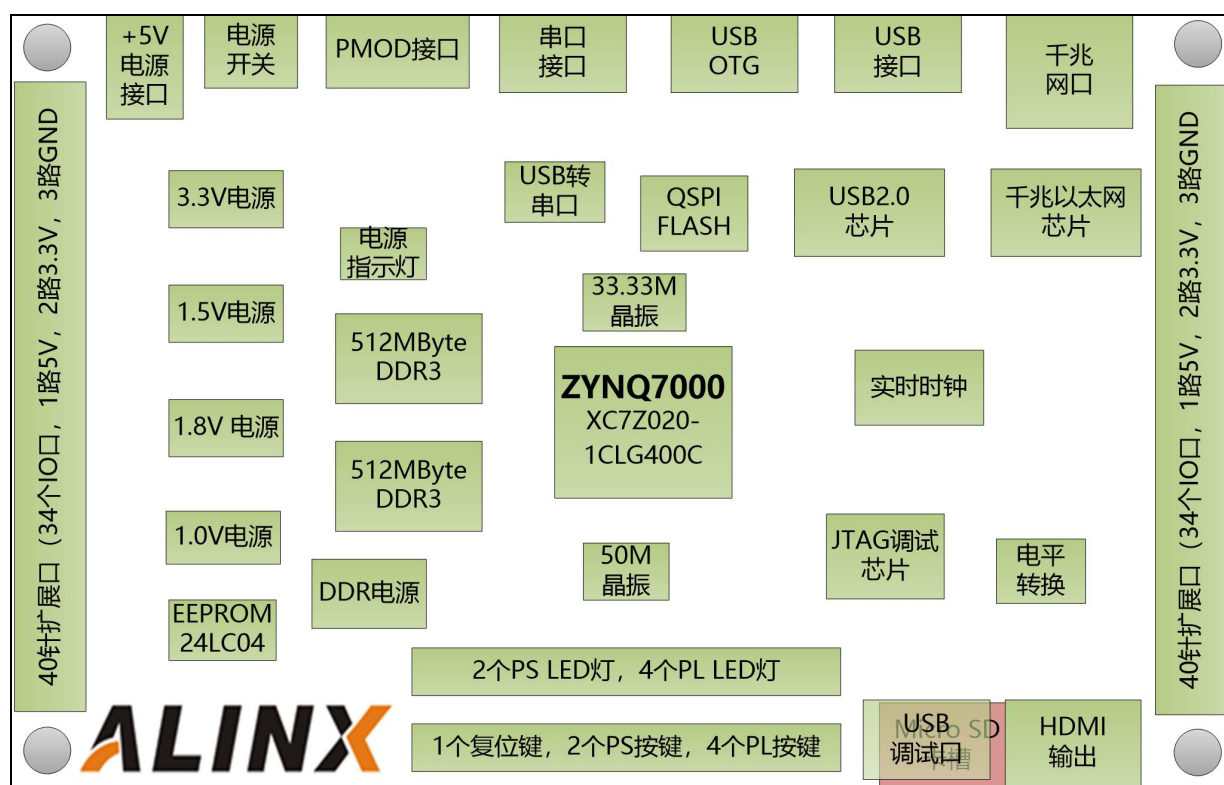 +5V
电源
接口
电源
开关
PMOD接口
串口
接口
USB
OTG
USB
接口
千兆
网口
40针扩展口（34个IO口，1路5V，2路3.3V，3路GND
3.3V电源
USB转
串口
QSPI
FLASH
USB2.0
芯片
千兆以太网
芯片
40针扩展口（34个IO口，1路5V，2路3.3V，3路GND
电源
指示灯
1.5V电源
33.33M
晶振
512MByte
DDR3
ZYNQ7000
XC7Z020-
1CLG400C
实时时钟
1.8V 电源
512MByte
DDR3
1.0V电源
DDR电源
50M
晶振
JTAG调试
芯片
电平
转换
EEPROM
24LC04
2个PS LED灯，4个PL LED灯
ALINX
1个复位键，2个PS按键，4个PL按键
USB
调试口
Micro SD
卡槽
HDMI
输出